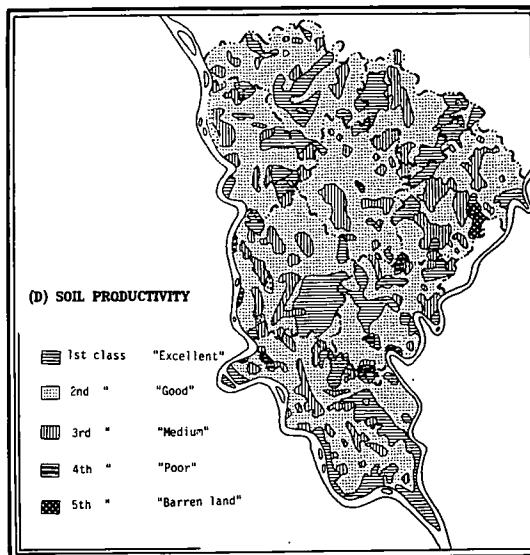 (D) SOIL PRODUCTIVITY
1st class "Excellent"
2nd " "Good"
3rd " "Medium"
4th " "Poor"
5th " "Barren land"